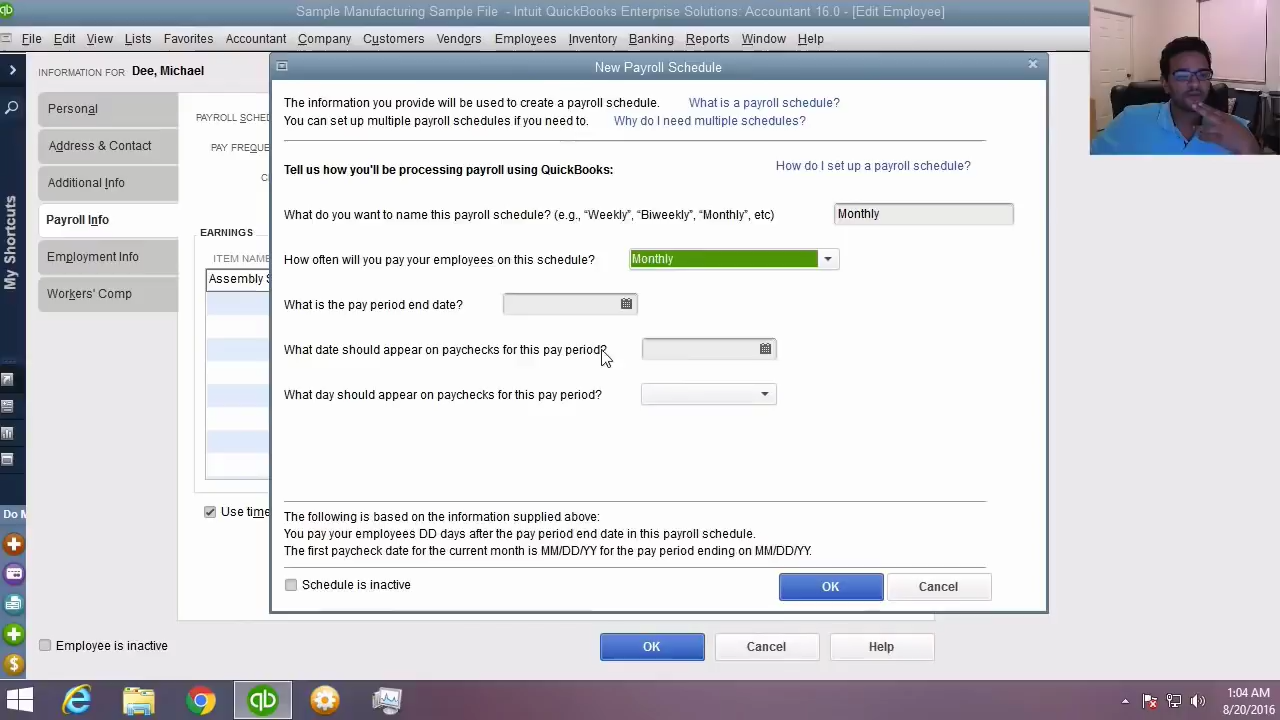 Sample Manufacturing Sample File - Intuit QuickBooks Enterprise Solutions: Accountant 16.0 - [Edit Employee]
File Edit View Lists Favorites Accountant Company Custom Vendors Employees Inventory Banking Reports Window Help
INFORMATION FOR Dee, Michael
Personal
Address & Contact
Additional Info
Payroll Info
Employment Info
Workers' Comp
My Shortcuts
Do M
PAYROLL SCHED
PAY FREQUE
EARNINGS
ITEM NAME
Assembly S
Use time
New Payroll Schedule
The information you provide will be used to create a payroll schedule. What is a payroll schedule?
You can set up multiple payroll schedules if you need to. Why do I need multiple schedules?
Tell us how you'll be processing payroll using QuickBooks: How do I set up a payroll schedule?
What do you want to name this payroll schedule? (e.g., “Weekly”, “Biweekly”, “Monthly”, etc) Monthly
How often will you pay your employees on this schedule? Monthly
What is the pay period end date?
What date should appear on paychecks for this pay period?
What day should appear on paychecks for this pay period?
The following is based on the information supplied above:
You pay your employees DD days after the pay period end date in this payroll schedule.
The first paycheck date for the current month is MM/DD/YY for the pay period ending on MM/DD/YY.
Schedule is inactive OK Cancel
Employee is inactive OK Cancel Help
qb
1:04 AM
8/20/2016